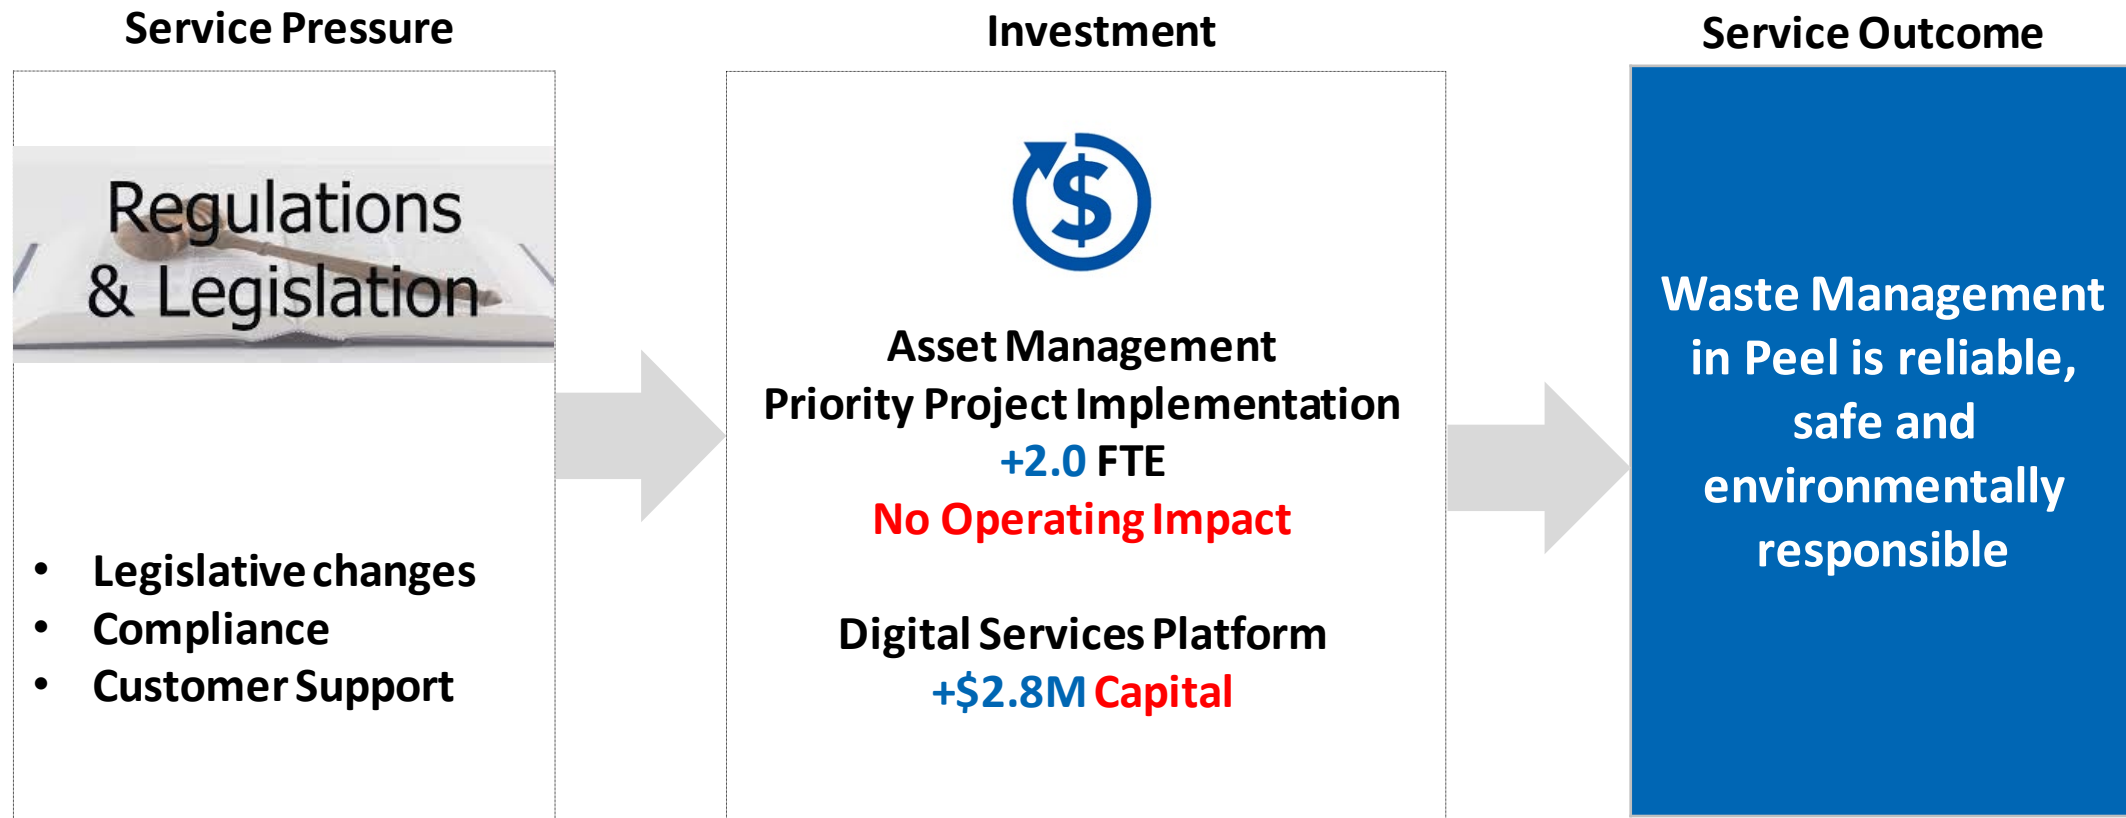 Service Pressure
Regulations
& Legislation
• Legislative changes
• Compliance
• Customer Support
Investment
$
Asset Management
Priority Project Implementation
+2.0 FTE
No Operating Impact
Digital Services Platform
+$2.8M Capital
Service Outcome
Waste Management
in Peel is reliable,
safe and
environmentally
responsible